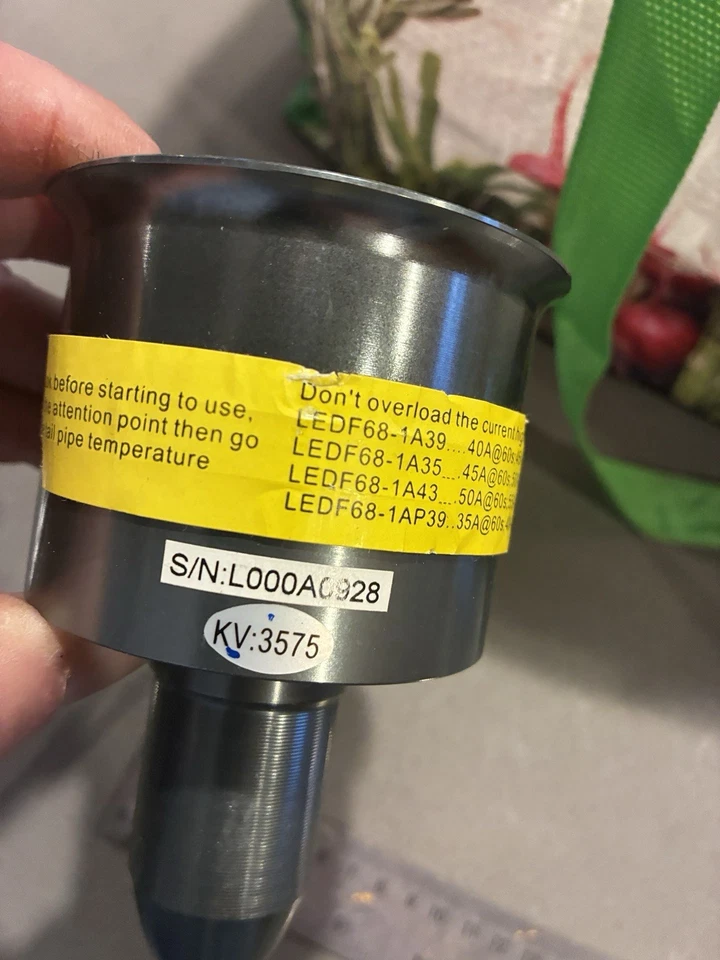 before starting to use,
attention point then go
pipe temperature
Don't overload the current
LEDF68-1A39....40A@60s
LEDF68-1A35....45A@60s
LEDF68-1A43....50A@60s
LEDF68-1AP39..35A@60s
S/N:L000A0928
KV:3575